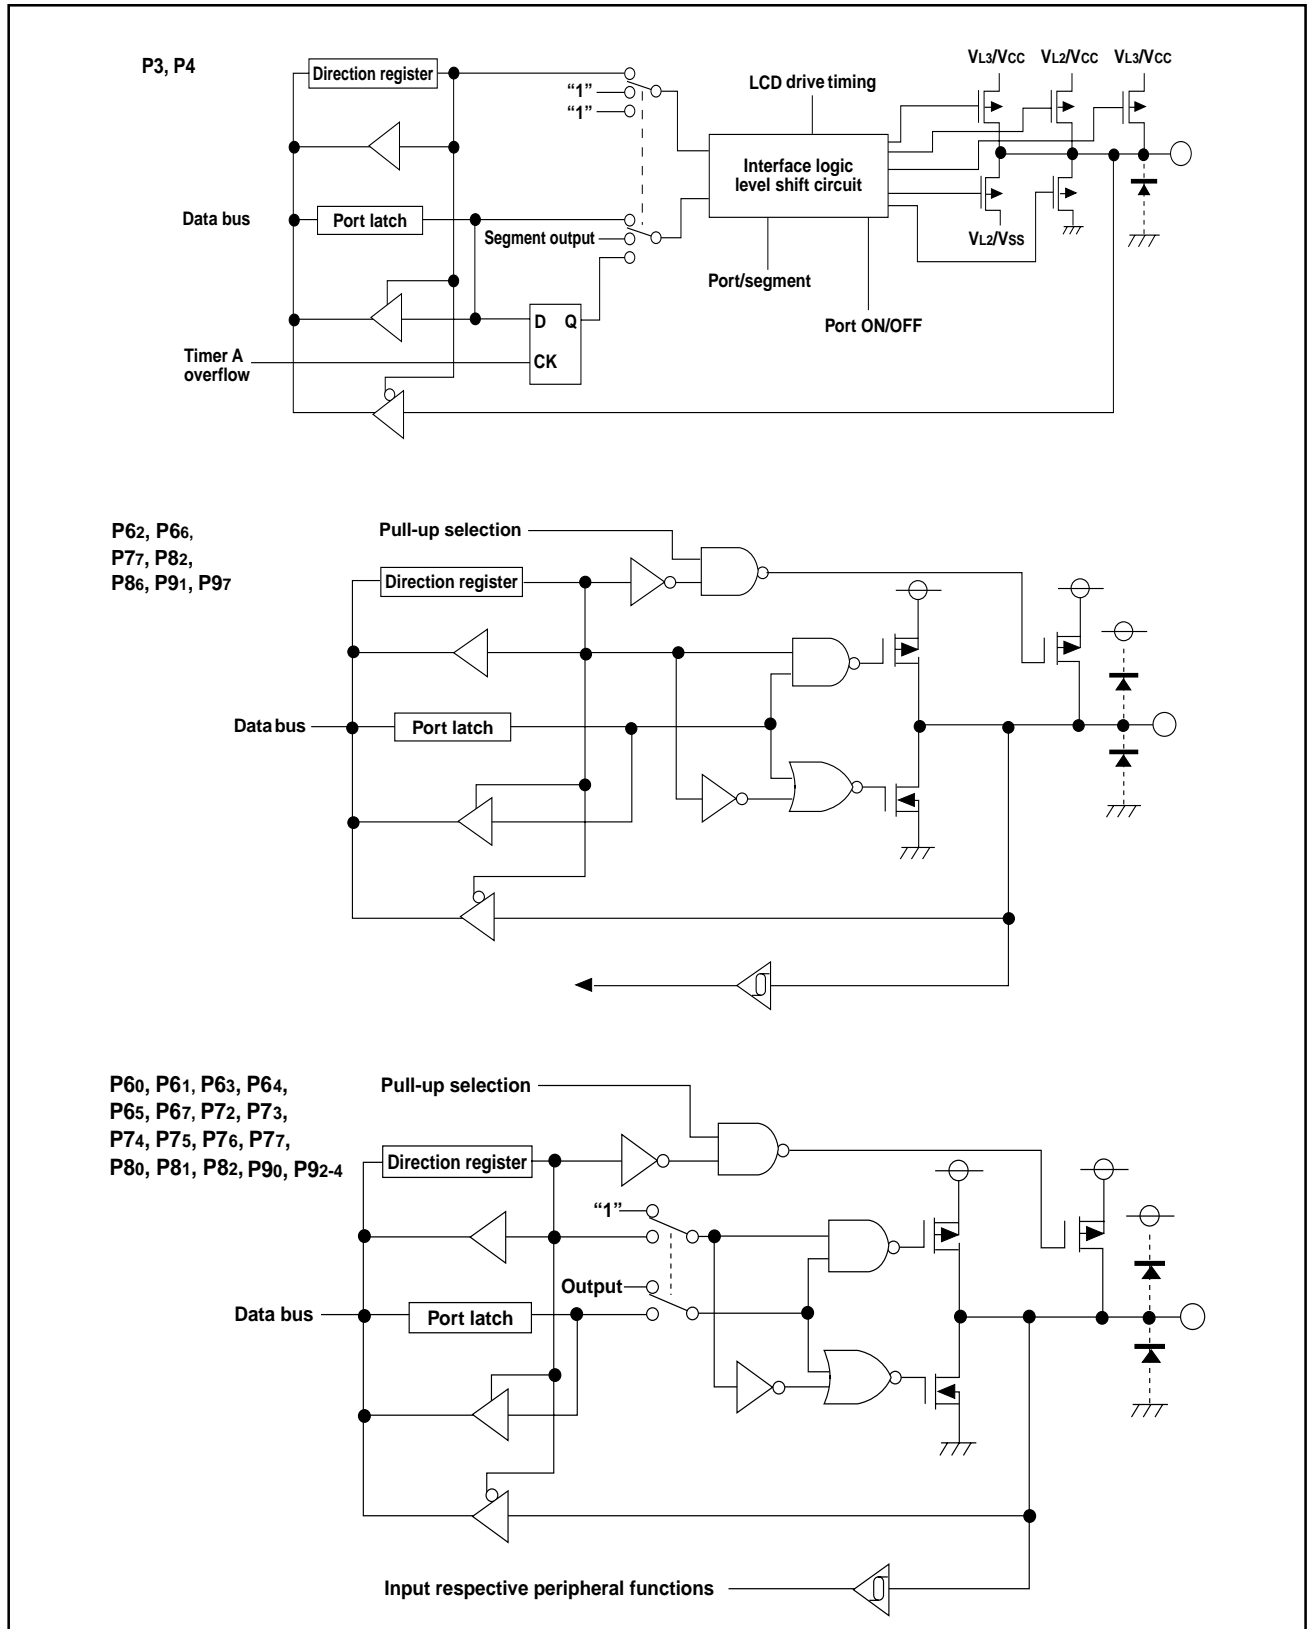 P3, P4
Direction register
"1"
"1"
LCD drive timing
VL3/VCC
VL2/VCC
VL3/VCC
Interface logic
level shift circuit
Data bus
Port latch
Segment output
VL2/VSS
Port/segment
Port ON/OFF
D Q
CK
Timer A
overflow
P62, P66,
P77, P82,
P86, P91, P97
Pull-up selection
Direction register
Data bus
Port latch
P60, P61, P63, P64,
P65, P67, P72, P73,
P74, P75, P76, P77,
P80, P81, P82, P90, P92-4
Pull-up selection
Direction register
“1”
Output
Data bus
Port latch
Input respective peripheral functions